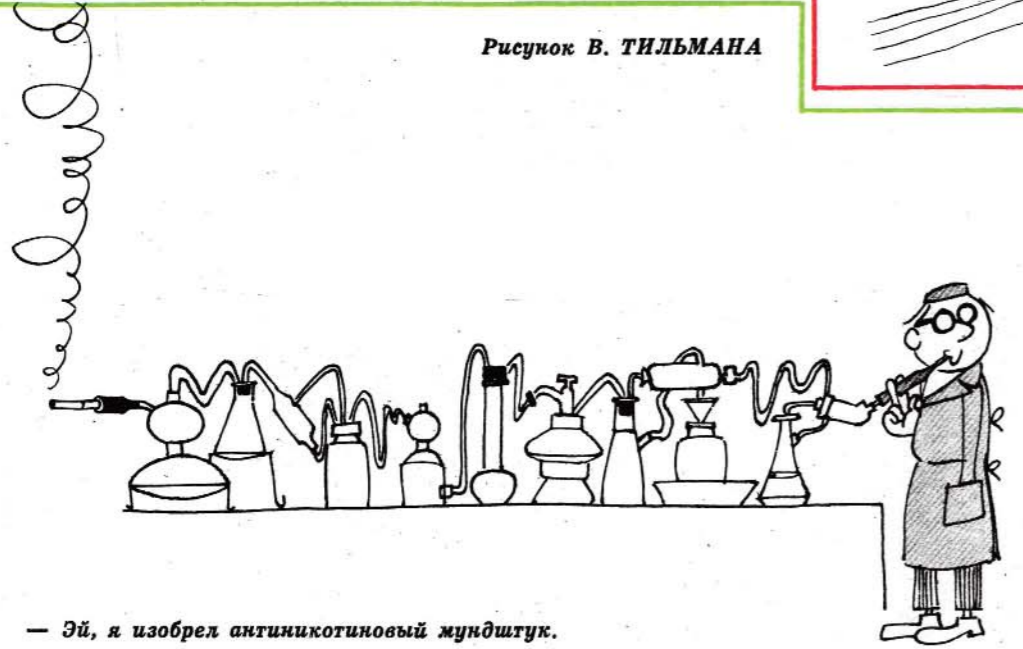 Рисунок В. ТИЛЬМАНА
— Эй, я изобрел антиникотиновый мундштук.